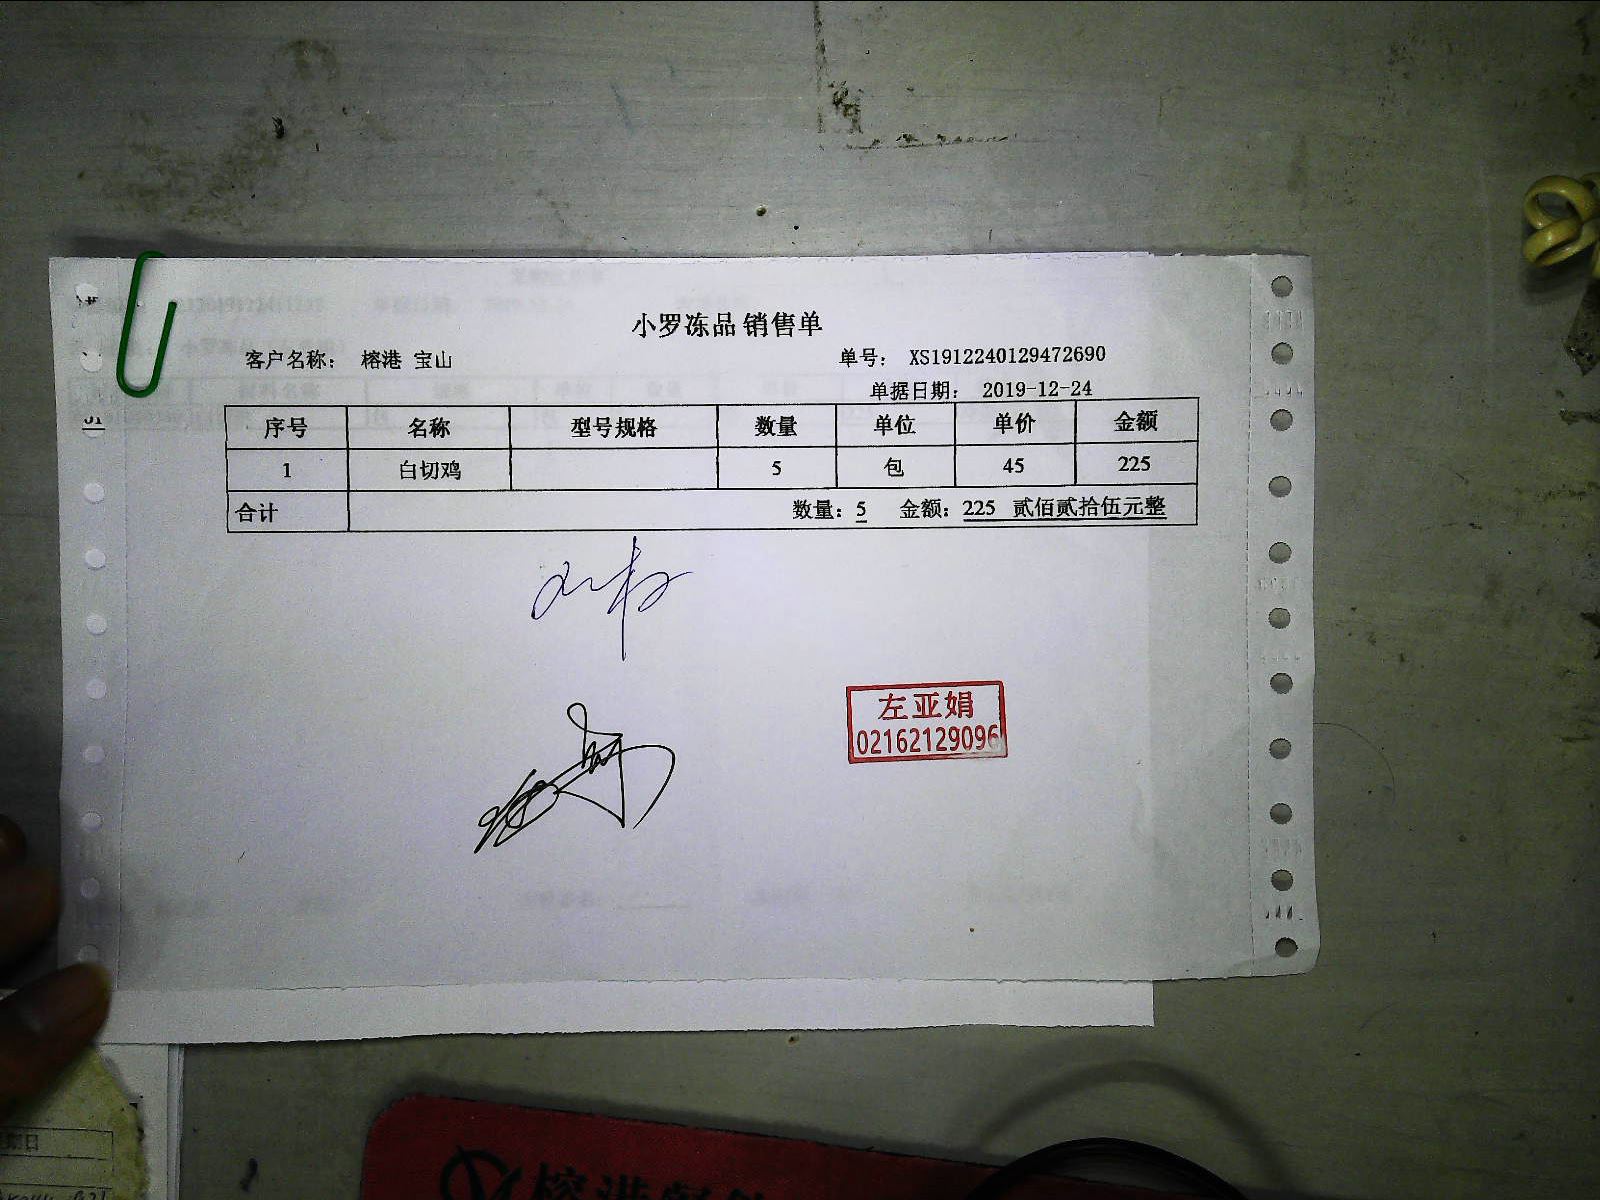 小罗冻品 销售单
客户名称: 榕港 宝山 单号: XS1912240129472690
单据日期: 2019-12-24
序号 名称 型号规格 数量 单位 单价 金额
1 白切鸡 5 包 45 225
合计 数量: 5 金额: 225 贰佰贰拾伍元整
左亚娟
02162129096
榕港